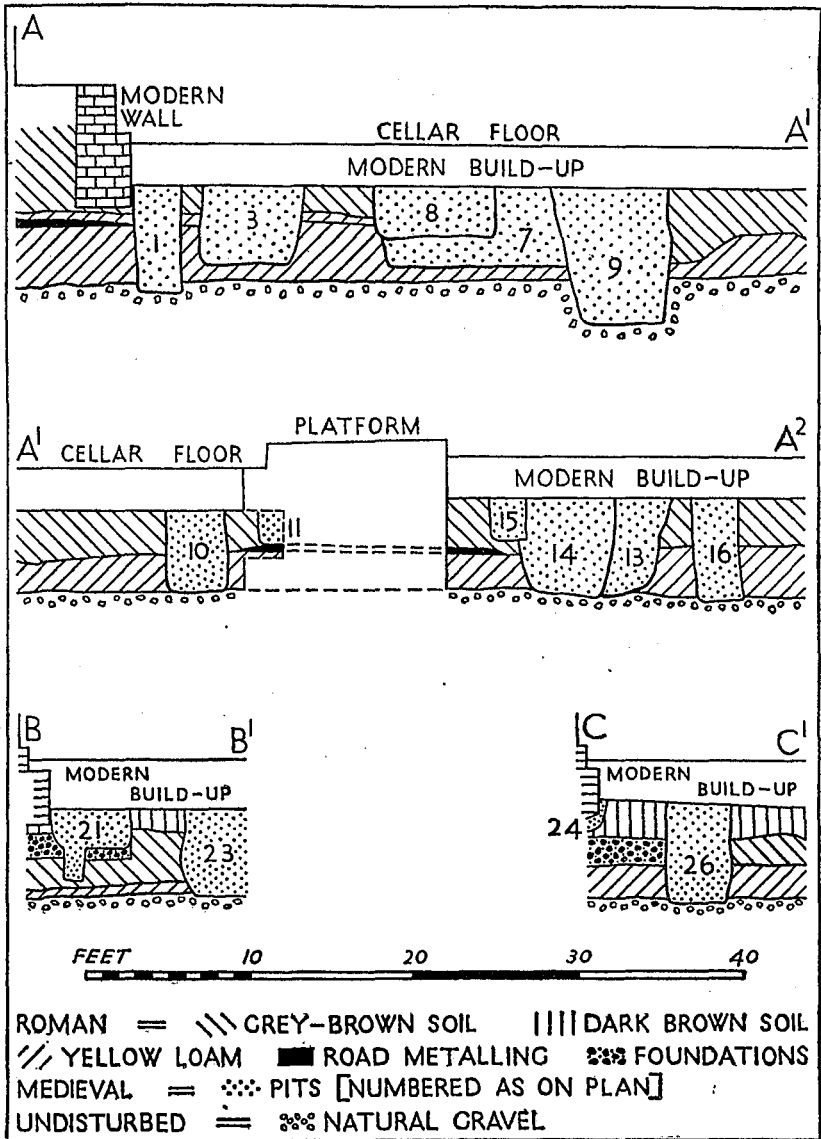 A
MODERN
WALL
CELLAR FLOOR
A¹
MODERN BUILD-UP
1
3
8
7
9
PLATFORM
A¹
CELLAR FLOOR
A²
MODERN BUILD-UP
10
11
15
14
13
16
B
B¹
MODERN
BUILD-UP
21
23
C
C¹
MODERN
BUILD-UP
24
26
FEET 10 20 30 40
ROMAN = GREY-BROWN SOIL DARK BROWN SOIL
YELLOW LOAM ROAD METALLING FOUNDATIONS
MEDIEVAL = PITS [NUMBERED AS ON PLAN]
UNDISTURBED = NATURAL GRAVEL